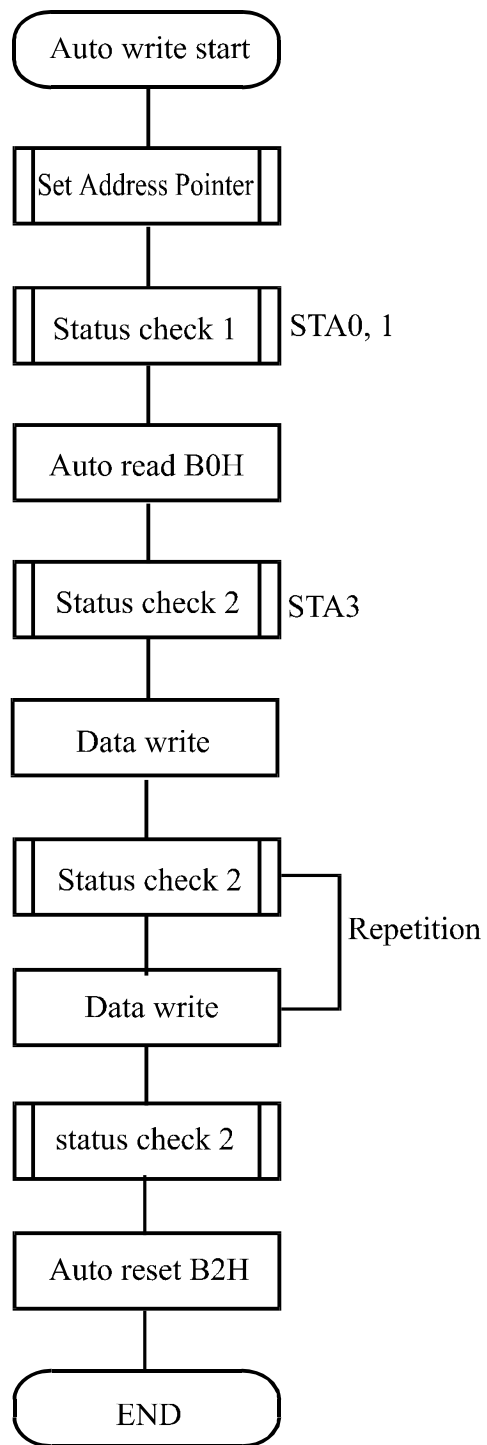 Auto write start
Set Address Pointer
Status check 1
STA0, 1
Auto read B0H
Status check 2
STA3
Data write
Status check 2
Repetition
Data write
status check 2
Auto reset B2H
END